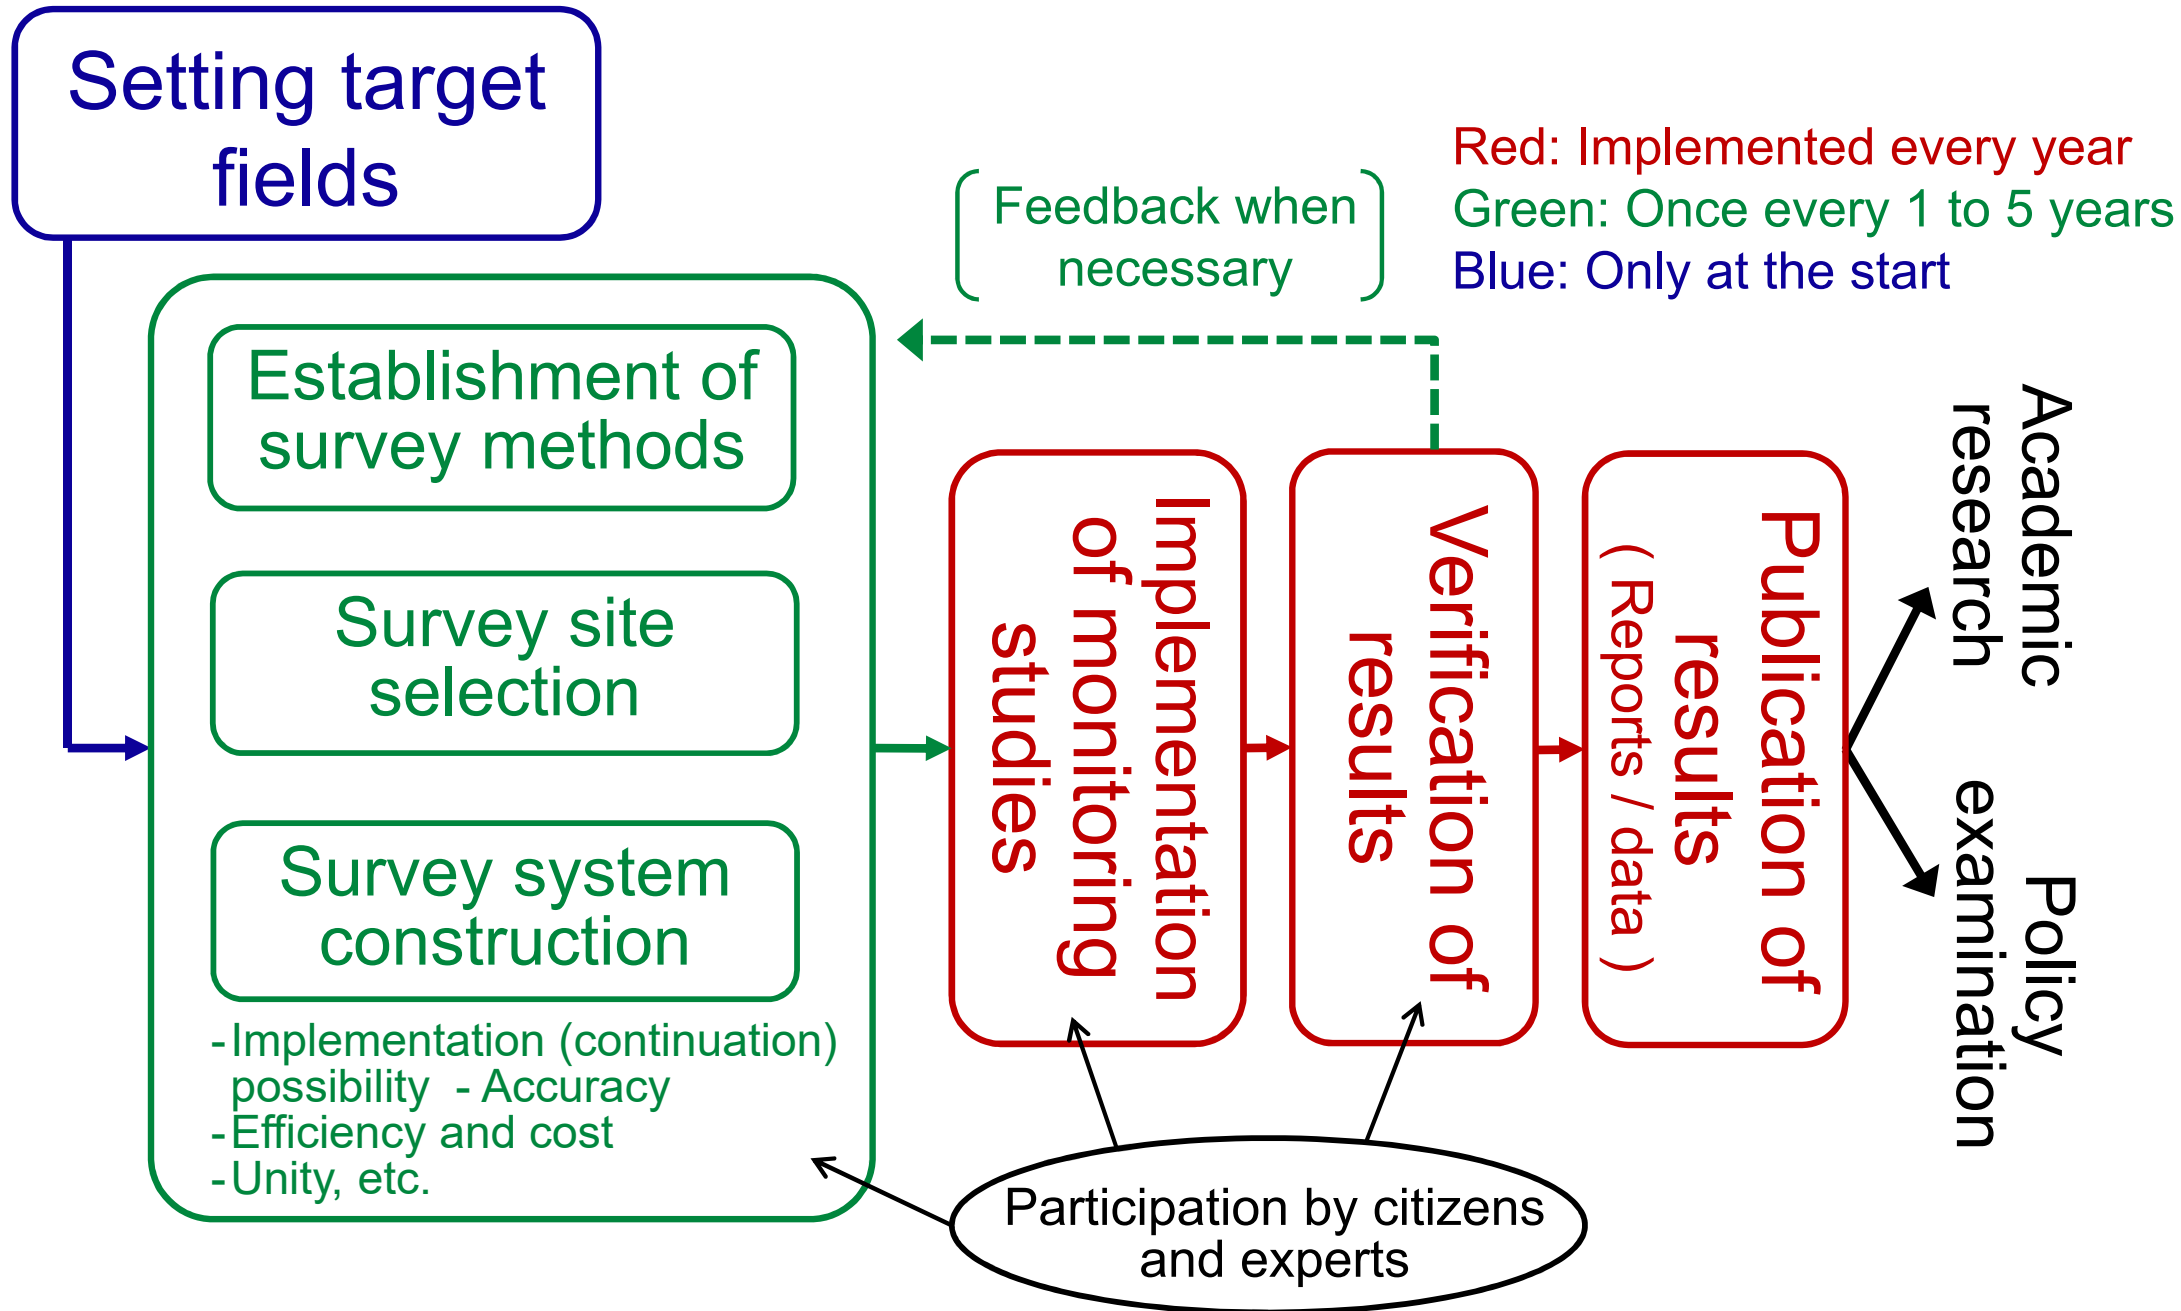 Setting target
fields
Red: Implemented every year
Green: Once every 1 to 5 years
Blue: Only at the start
Feedback when
necessary
Establishment of
survey methods
Survey site
selection
Survey system
construction
-Implementation (continuation)
possibility - Accuracy
-Efficiency and cost
-Unity, etc.
Implementation
of monitoring
studies
Verification of
results
Publication of
results
( Reports / data )
Academic
research
Policy
examination
Participation by citizens
and experts